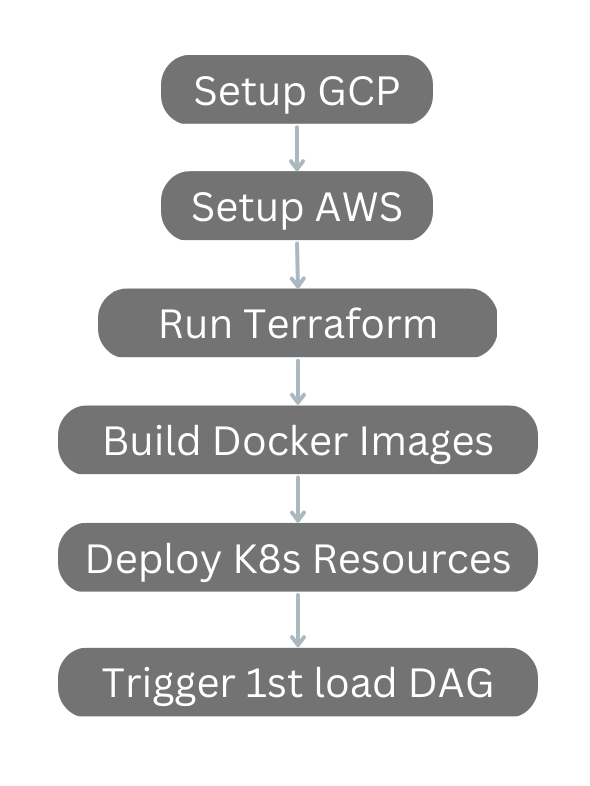 Setup GCP
Setup AWS
Run Terraform
Build Docker Images
Deploy K8s Resources
Trigger 1st load DAG